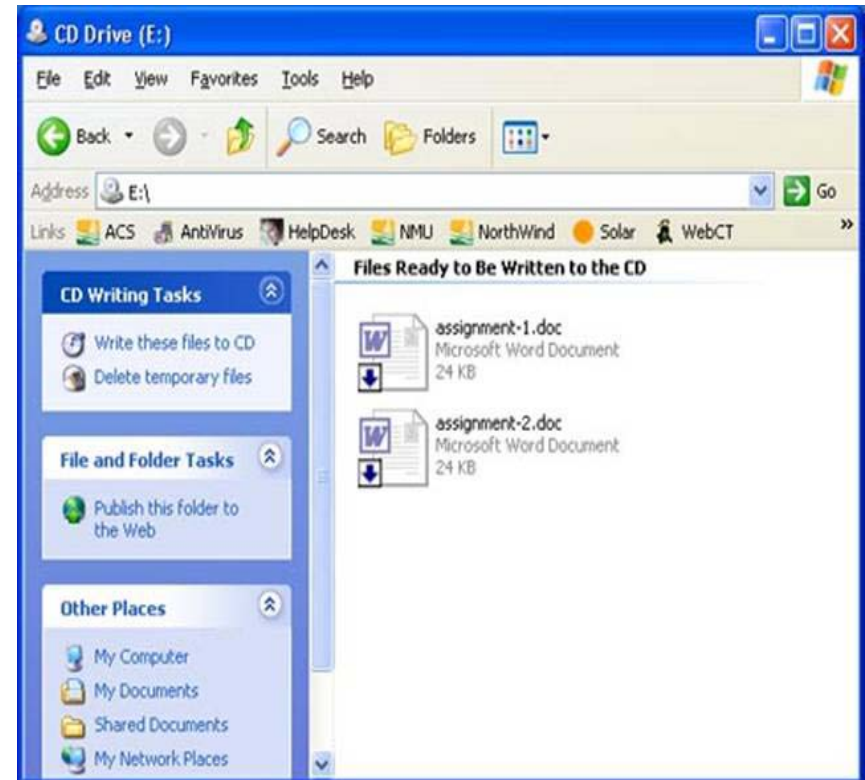 CD Drive (E:)
File Edit View Favorites Tools Help
Back Search Folders
Address E:\ Go
Links ACS AntiVirus HelpDesk NMU NorthWind Solar WebCT »
CD Writing Tasks
Write these files to CD
Delete temporary files
File and Folder Tasks
Publish this folder to
the Web
Other Places
My Computer
My Documents
Shared Documents
My Network Places
Files Ready to Be Written to the CD
assignment-1.doc
Microsoft Word Document
24 KB
assignment-2.doc
Microsoft Word Document
24 KB